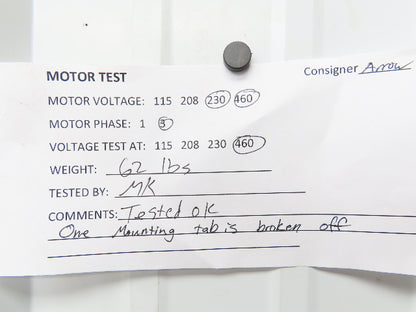 Consigner Arrow
MOTOR TEST
MOTOR VOLTAGE: 115 208 230 460
MOTOR PHASE: 1 3
VOLTAGE TEST AT: 115 208 230 460
WEIGHT: 62 lbs
TESTED BY: MK
COMMENTS: Tested OK
One Mounting tab is broken off